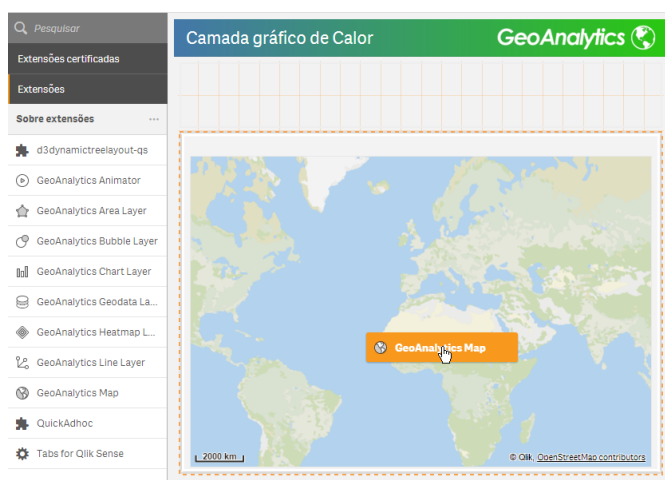 Pesquisar
Camada gráfico de Calor
GeoAnalytics
Extensões certificadas
Extensões
Sobre extensões
d3dynamictreelayout-qs
GeoAnalytics Animator
GeoAnalytics Area Layer
GeoAnalytics Bubble Layer
GeoAnalytics Chart Layer
GeoAnalytics Geodata La...
GeoAnalytics Heatmap L...
GeoAnalytics Line Layer
GeoAnalytics Map
QuickAdhoc
Tabs for Qlik Sense
GeoAnalytics Map
2000 km
© Qlik, OpenStreetMap contributors